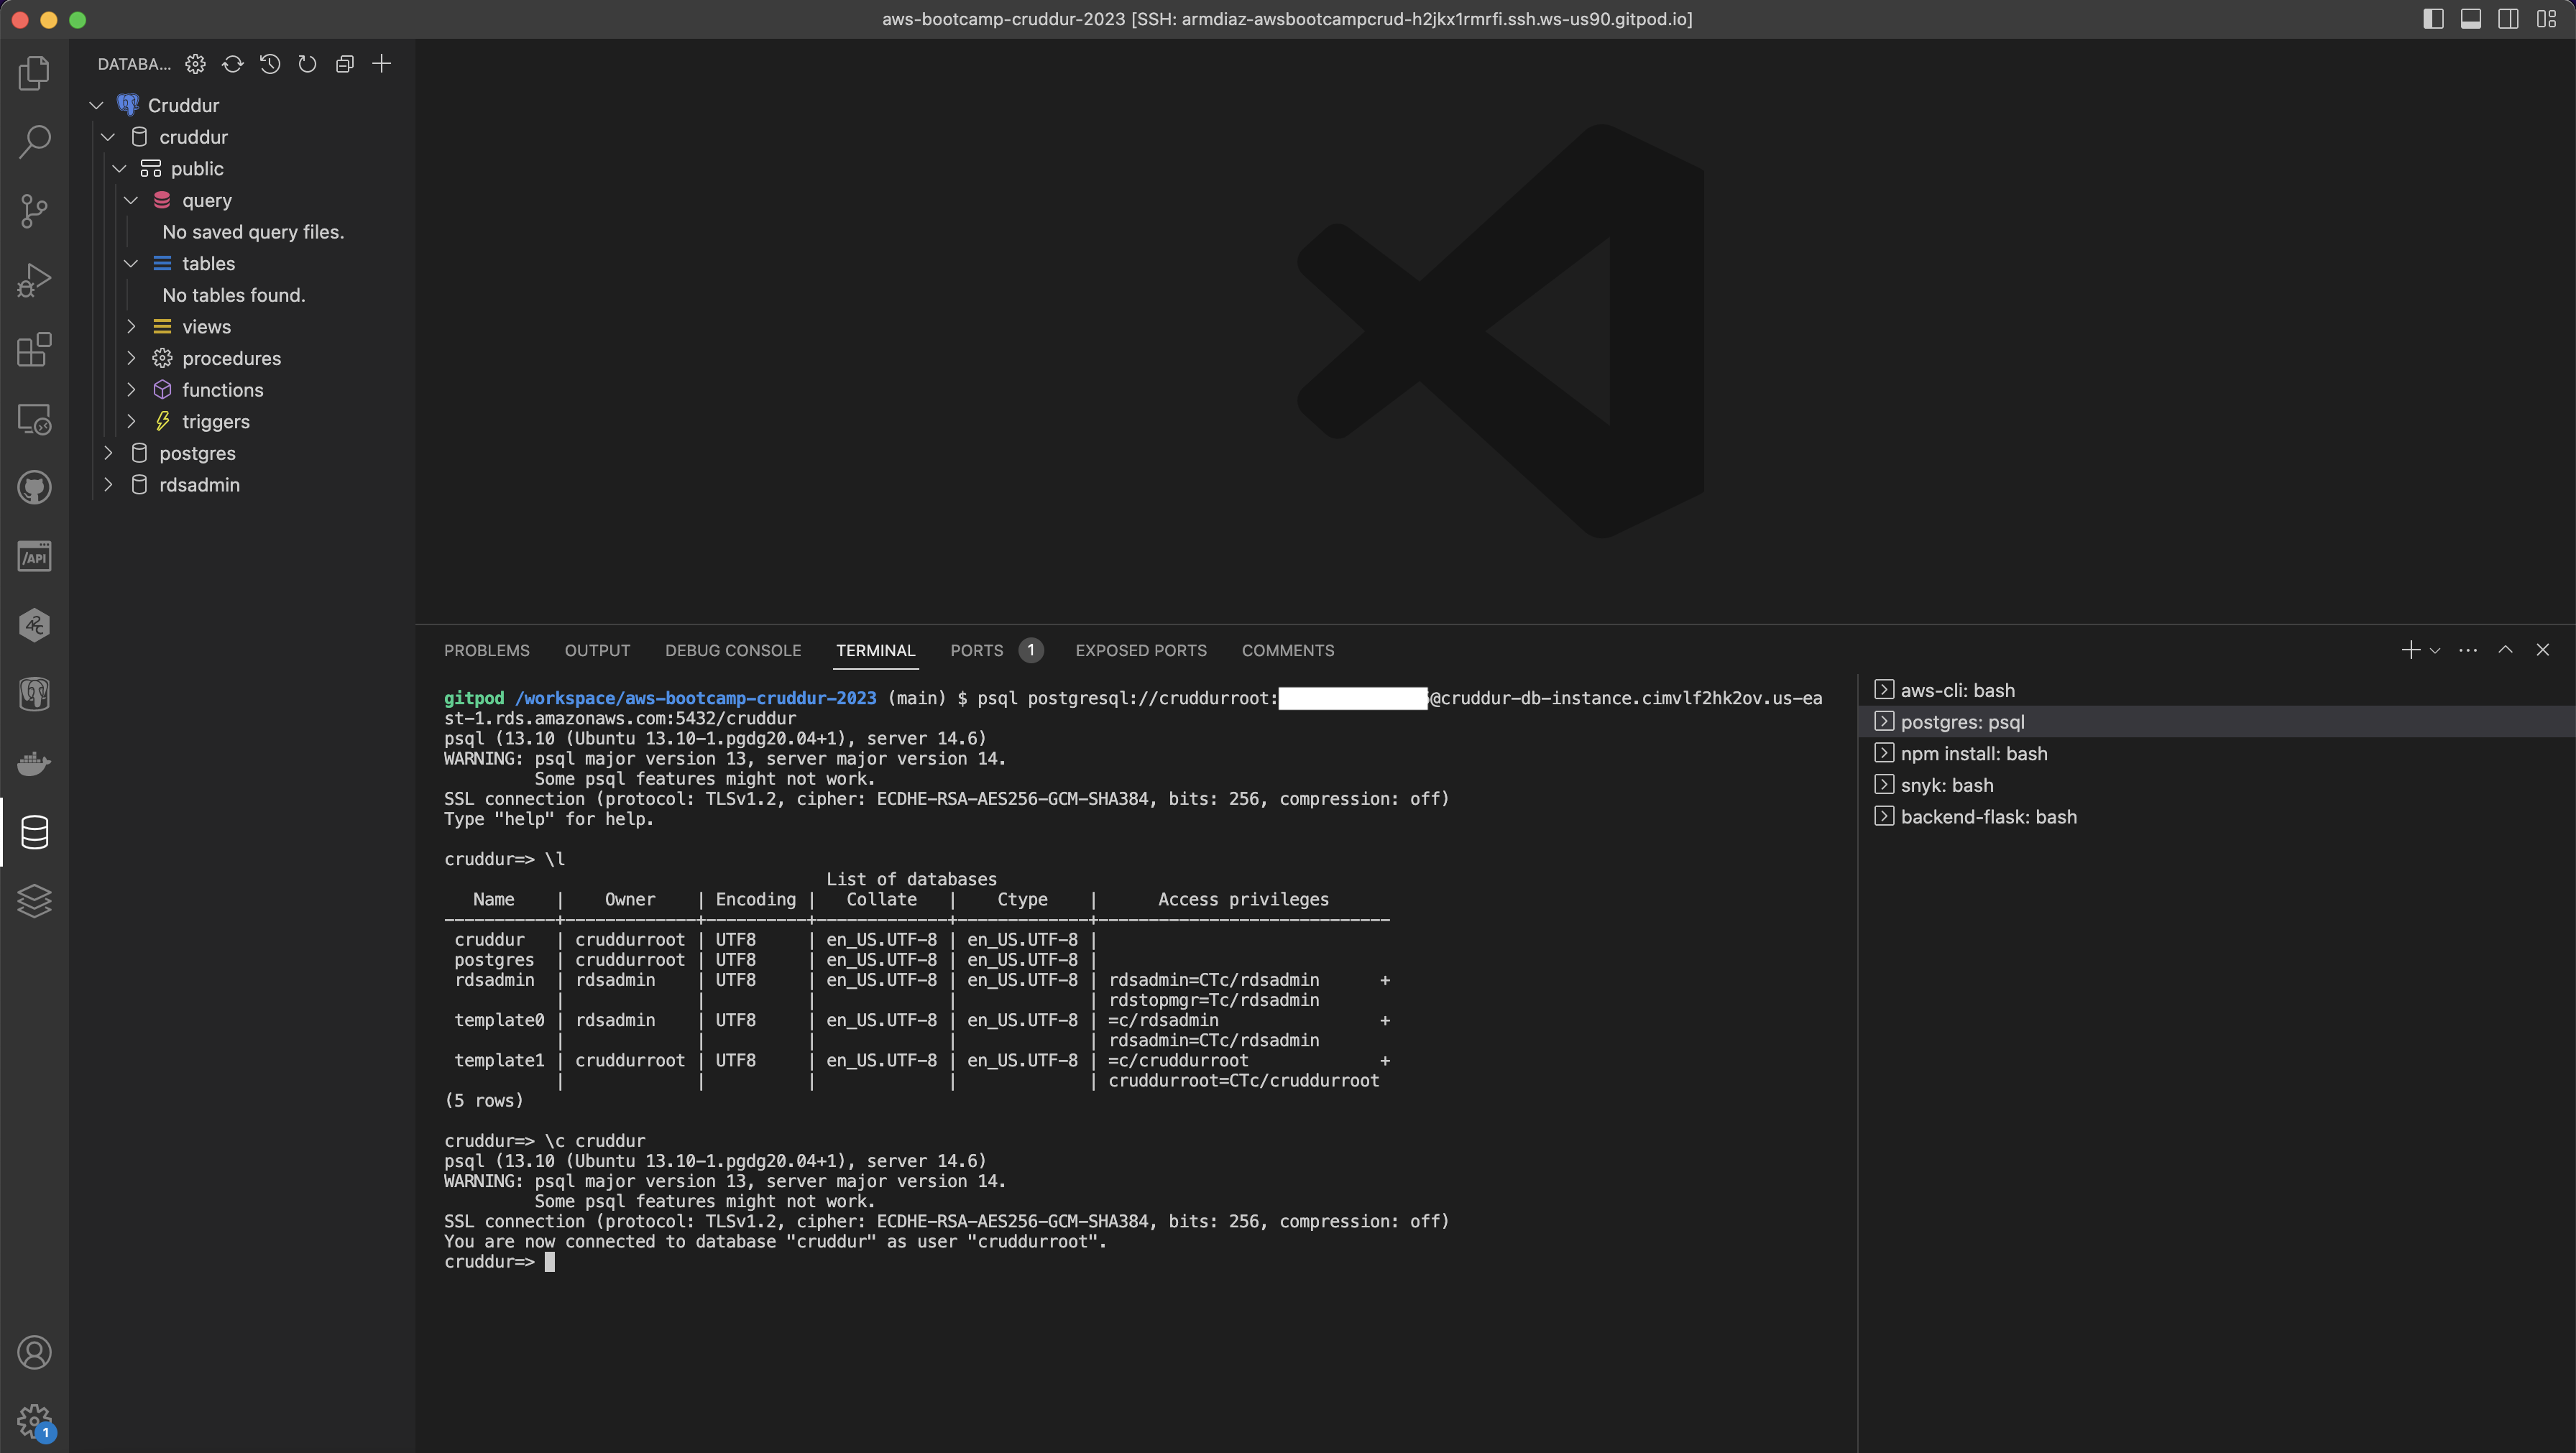 aws-bootcamp-cruddur-2023 [SSH: armdiaz-awsbootcampcrud-h2jkx1rmrfi.ssh.ws-us90.gitpod.io]
DATABA...
Cruddur
cruddur
public
query
No saved query files.
tables
No tables found.
views
procedures
functions
triggers
postgres
rdsadmin
/API
42C
1
PROBLEMS OUTPUT DEBUG CONSOLE TERMINAL PORTS 1 EXPOSED PORTS COMMENTS
gitpod /workspace/aws-bootcamp-cruddur-2023 (main) $ psql postgresql://cruddurroot: @cruddur-db-instance.cimvlf2hk2ov.us-ea
st-1.rds.amazonaws.com:5432/cruddur
psql (13.10 (Ubuntu 13.10-1.pgdg20.04+1), server 14.6)
WARNING: psql major version 13, server major version 14.
         Some psql features might not work.
SSL connection (protocol: TLSv1.2, cipher: ECDHE-RSA-AES256-GCM-SHA384, bits: 256, compression: off)
Type "help" for help.
cruddur=> \l
                                      List of databases
   Name    |    Owner    | Encoding |   Collate   |    Ctype    |      Access privileges
-----------+-------------+----------+-------------+-------------+-----------------------------
 cruddur   | cruddurroot | UTF8     | en_US.UTF-8 | en_US.UTF-8 |
 postgres  | cruddurroot | UTF8     | en_US.UTF-8 | en_US.UTF-8 |
 rdsadmin  | rdsadmin    | UTF8     | en_US.UTF-8 | en_US.UTF-8 | rdsadmin=CTc/rdsadmin      +
           |             |          |             |             | rdstopmgr=Tc/rdsadmin
 template0 | rdsadmin    | UTF8     | en_US.UTF-8 | en_US.UTF-8 | =c/rdsadmin                +
           |             |          |             |             | rdsadmin=CTc/rdsadmin
 template1 | cruddurroot | UTF8     | en_US.UTF-8 | en_US.UTF-8 | =c/cruddurroot             +
           |             |          |             |             | cruddurroot=CTc/cruddurroot
(5 rows)
cruddur=> \c cruddur
psql (13.10 (Ubuntu 13.10-1.pgdg20.04+1), server 14.6)
WARNING: psql major version 13, server major version 14.
         Some psql features might not work.
SSL connection (protocol: TLSv1.2, cipher: ECDHE-RSA-AES256-GCM-SHA384, bits: 256, compression: off)
You are now connected to database "cruddur" as user "cruddurroot".
cruddur=>
aws-cli: bash
postgres: psql
npm install: bash
snyk: bash
backend-flask: bash